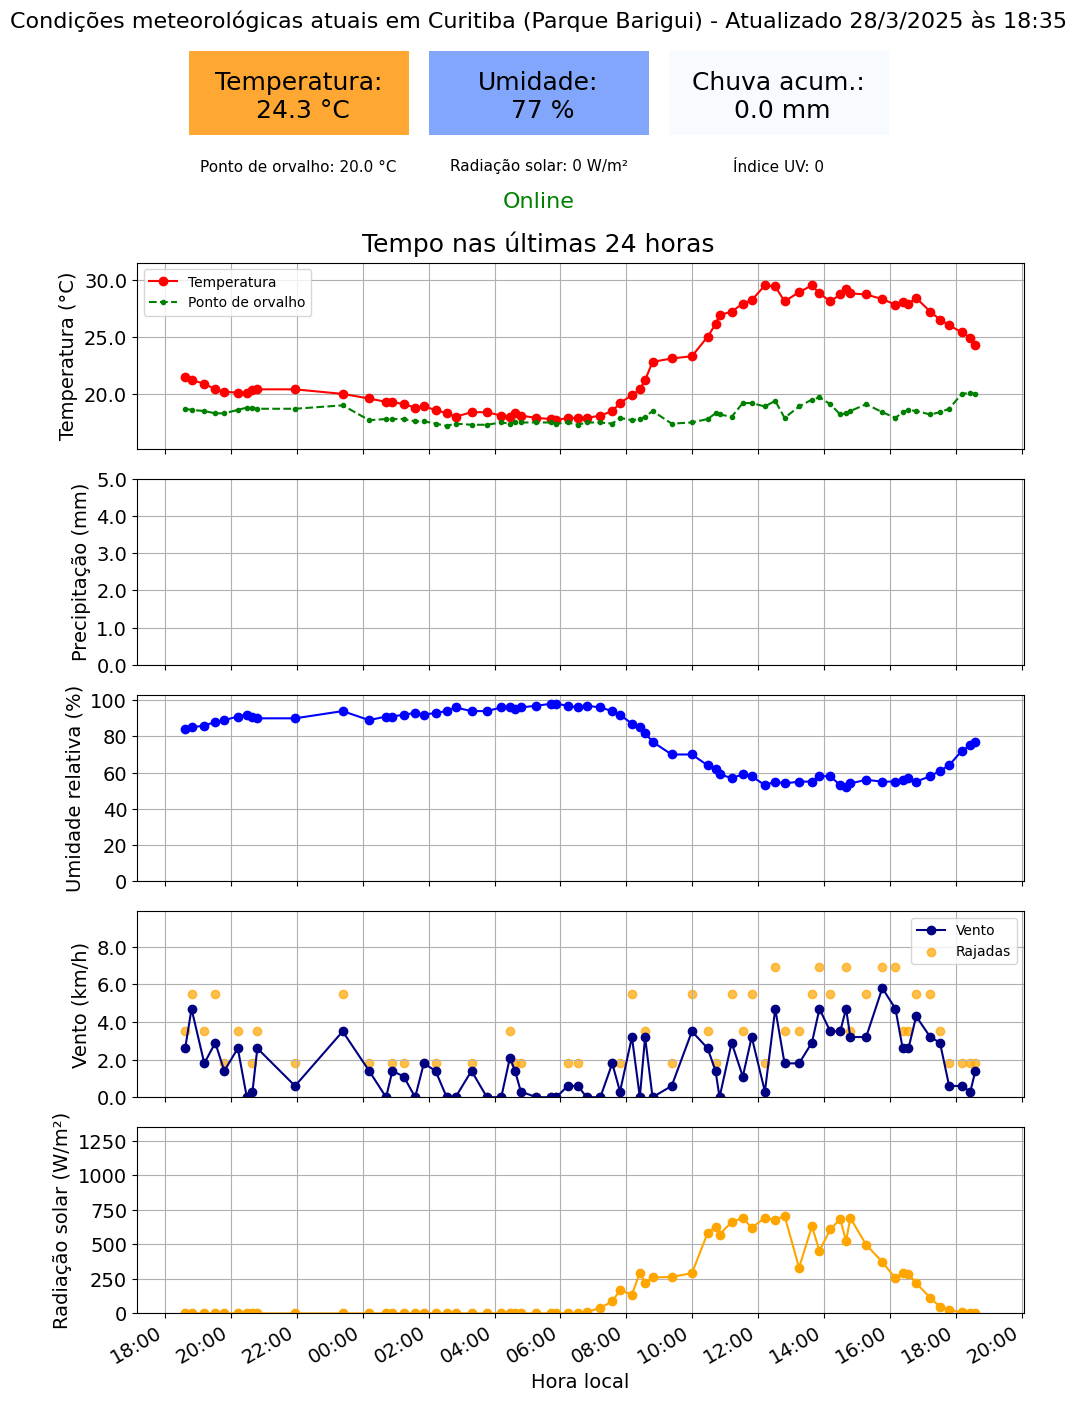 Condições meteorológicas atuais em Curitiba (Parque Barigui) - Atualizado 28/3/2025 às 18:35
Temperatura:
24.3 °C
Umidade:
77 %
Chuva acum.:
0.0 mm
Ponto de orvalho: 20.0 °C
Radiação solar: 0 W/m²
Índice UV: 0
Online
Tempo nas últimas 24 horas
Temperatura (°C)
30.0
25.0
20.0
Temperatura
Ponto de orvalho
Precipitação (mm)
5.0
4.0
3.0
2.0
1.0
0.0
Umidade relativa (%)
100
80
60
40
20
0
Vento (km/h)
8.0
6.0
4.0
2.0
0.0
Vento
Rajadas
Radiação solar (W/m²)
1250
1000
750
500
250
0
18:00
20:00
22:00
00:00
02:00
04:00
06:00
08:00
10:00
12:00
14:00
16:00
18:00
20:00
Hora local